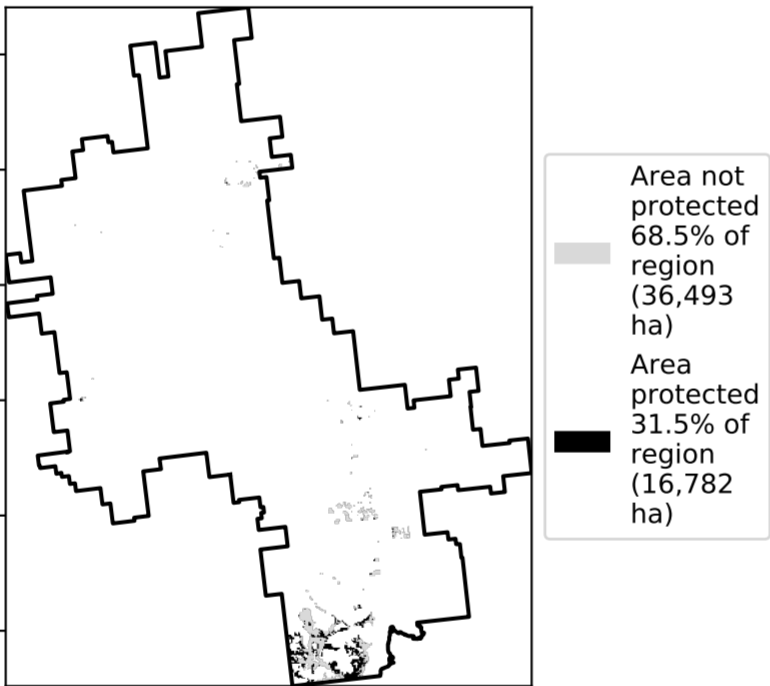 Area not
protected
68.5% of
region
(36,493
ha)
Area
protected
31.5% of
region
(16,782
ha)